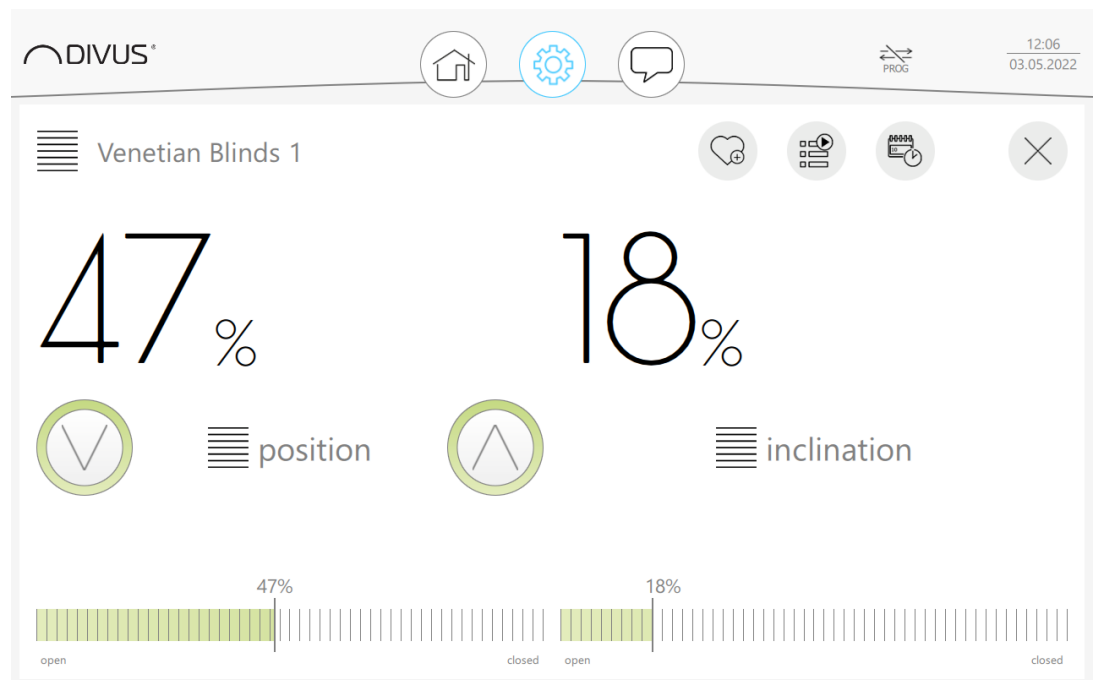 DIVUS®
PROG
12:06
03.05.2022
Venetian Blinds 1
10
47%
18%
position
inclination
47%
18%
open
closed
open
closed